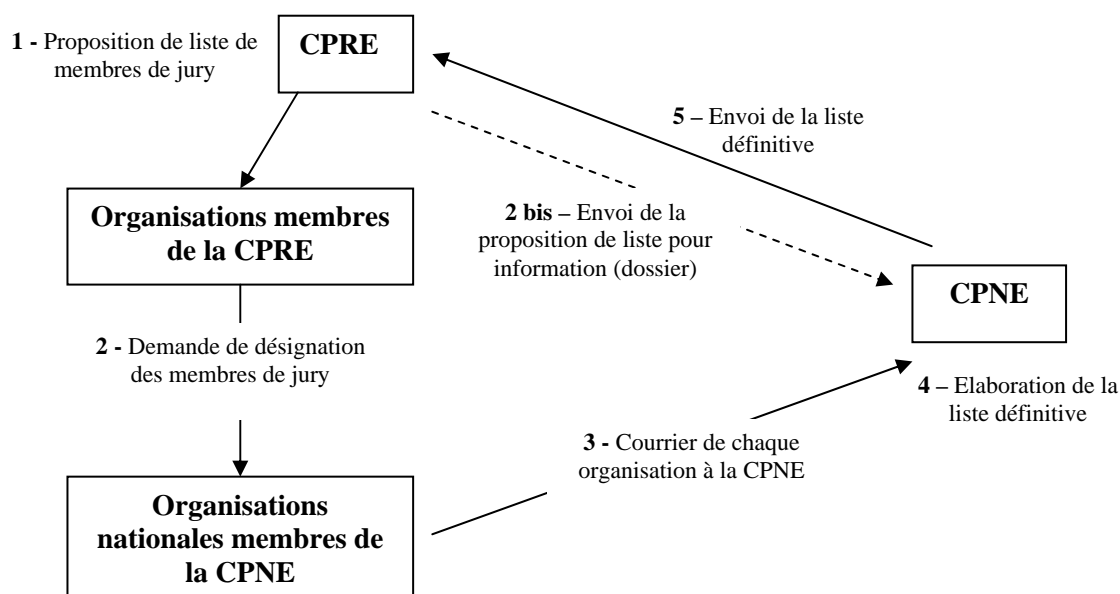 1 - Proposition de liste de
membres de jury
CPRE
5 – Envoi de la liste
définitive
Organisations membres
de la CPRE
2 bis – Envoi de la
proposition de liste pour
information (dossier)
CPNE
2 - Demande de désignation
des membres de jury
4 – Elaboration de la
liste définitive
3 - Courrier de chaque
organisation à la CPNE
Organisations
nationales membres de
la CPNE